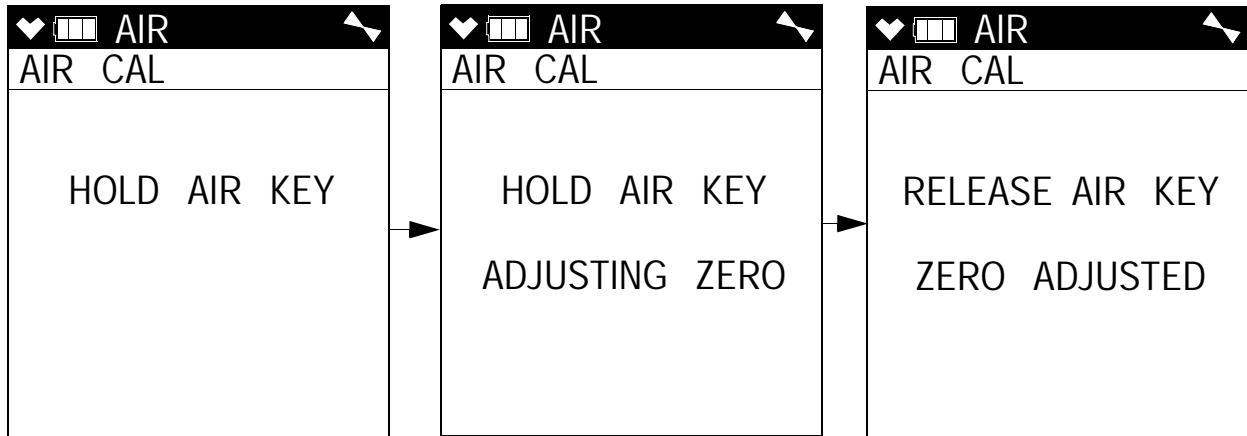 AIR
AIR CAL
HOLD AIR KEY
AIR
AIR CAL
HOLD AIR KEY
ADJUSTING ZERO
AIR
AIR CAL
RELEASE AIR KEY
ZERO ADJUSTED